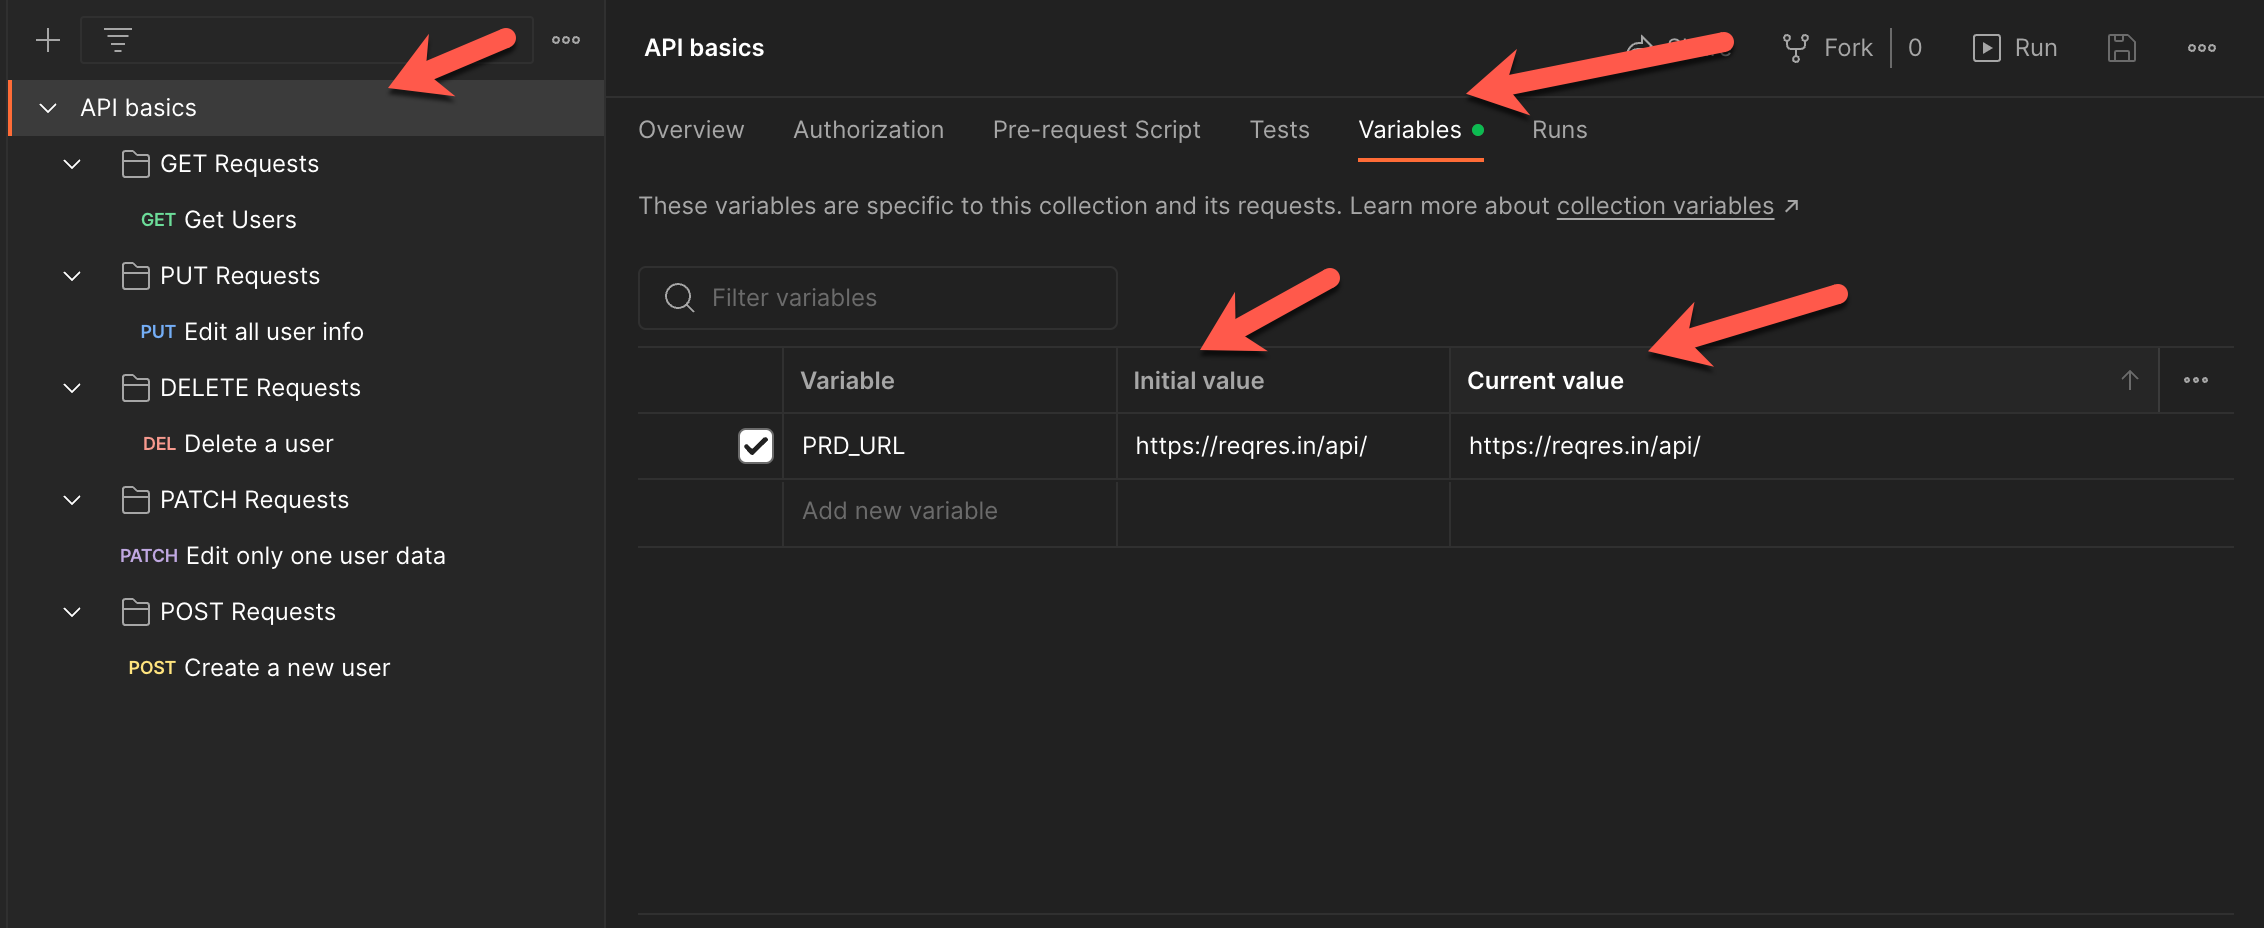 API basics
GET Requests
GET Get Users
PUT Requests
PUT Edit all user info
DELETE Requests
DEL Delete a user
PATCH Requests
PATCH Edit only one user data
POST Requests
POST Create a new user
API basics
Fork 0
Run
Overview Authorization Pre-request Script Tests Variables Runs
These variables are specific to this collection and its requests. Learn more about collection variables ↗
Filter variables
Variable Initial value Current value
PRD_URL https://reqres.in/api/ https://reqres.in/api/
Add new variable